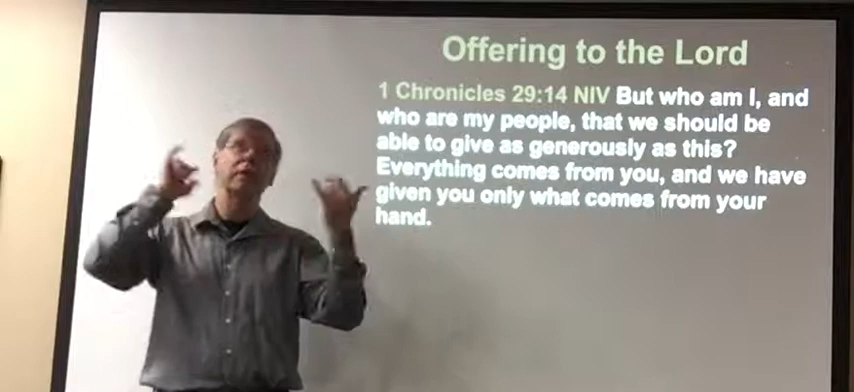 Offering to the Lord
1 Chronicles 29:14 NIV But who am I, and
who are my people, that we should be
able to give as generously as this?
Everything comes from you, and we have
given you only what comes from your
hand.